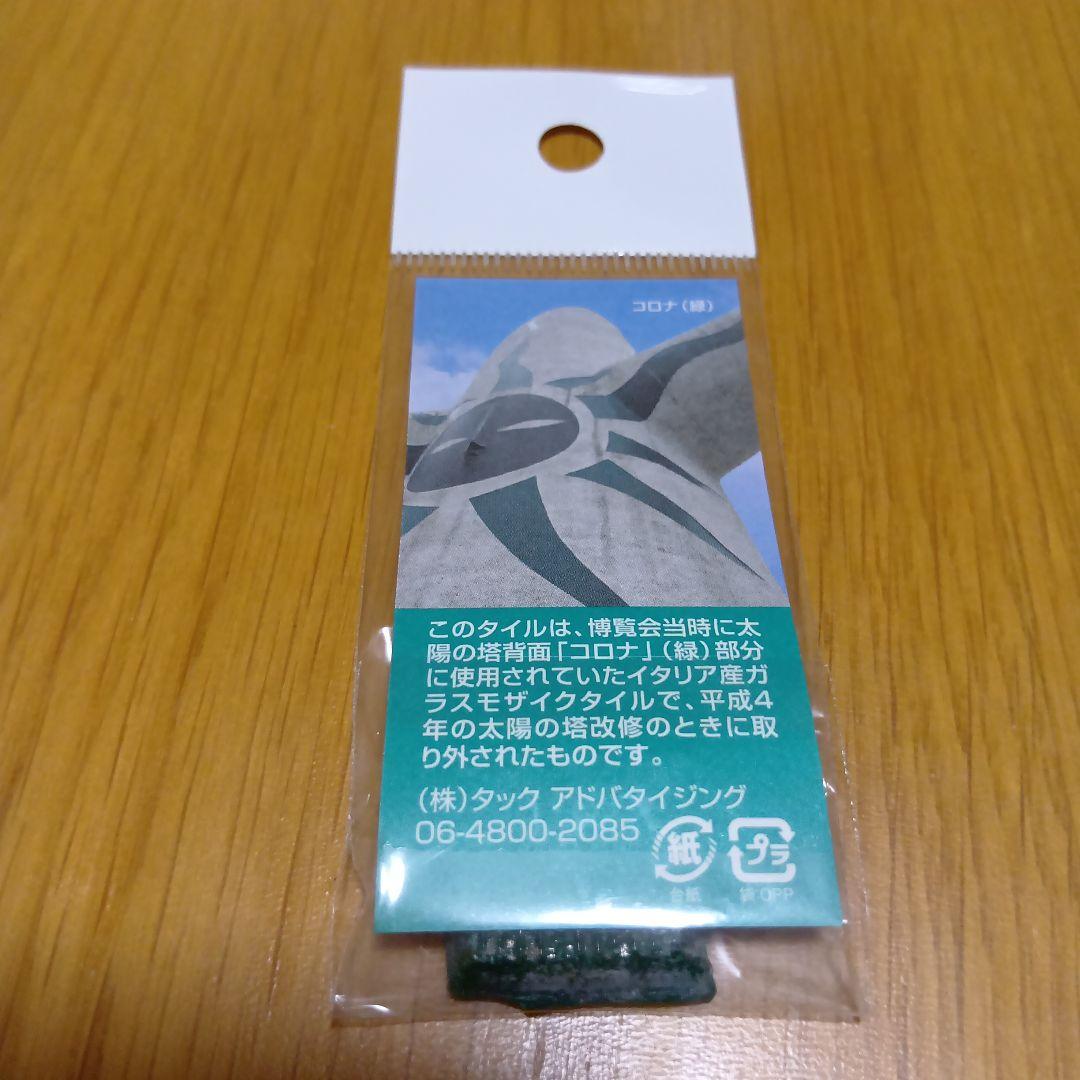 コロナ(緑)
このタイルは、博覧会当時に太
陽の塔背面「コロナ」(緑)部分
に使用されていたイタリア産ガ
ラスモザイクタイルで、平成4
年の太陽の塔改修のときに取
り外されたものです。
(株)タック アドバタイジング
06-4800-2085
紙 プラ
台紙 袋OPP